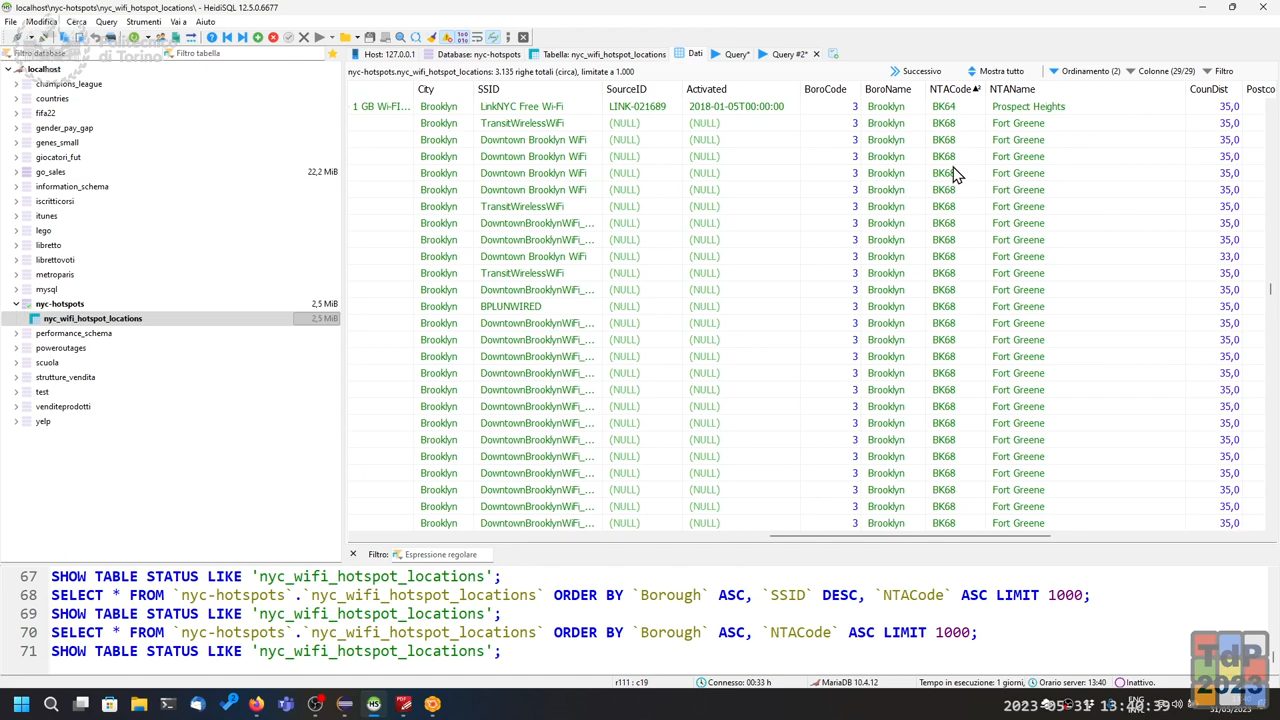 localhost\nyc-hotspots\nyc_wifi_hotspot_locations\ - HeidiSQL 12.5.0.6677
File Modifica Cerca Query Strumenti Vai a Aiuto
Politecnico di Torino
Filtro database Filtro tabella
Host: 127.0.0.1 Database: nyc-hotspots Tabella: nyc_wifi_hotspot_locations Dati Query* Query #2*
nyc-hotspots.nyc_wifi_hotspot_locations: 3.135 righe totali (circa), limitate a 1.000 Successivo Mostra tutto Ordinamento (2) Colonne (29/29) Filtro
localhost
champions_league
countries
fifa22
gender_pay_gap
genes_small
giocatori_fut
go_sales 22,2 MiB
information_schema
iscritticorsi
itunes
lego
libretto
librettovoti
metroparis
mysql
nyc-hotspots 2,5 MiB
nyc_wifi_hotspot_locations 2,5 MiB
performance_schema
poweroutages
scuola
strutture_vendita
test
venditeprodotti
yelp
City SSID SourceID Activated BoroCode BoroName NTACode NTAName CounDist Postco
1 GB Wi-FI... Brooklyn LinkNYC Free Wi-Fi LINK-021689 2018-01-05T00:00:00 3 Brooklyn BK64 Prospect Heights 35,0
Brooklyn TransitWirelessWiFi (NULL) (NULL) 3 Brooklyn BK68 Fort Greene 35,0
Brooklyn Downtown Brooklyn WiFi (NULL) (NULL) 3 Brooklyn BK68 Fort Greene 35,0
Brooklyn Downtown Brooklyn WiFi (NULL) (NULL) 3 Brooklyn BK68 Fort Greene 35,0
Brooklyn Downtown Brooklyn WiFi (NULL) (NULL) 3 Brooklyn BK68 Fort Greene 35,0
Brooklyn Downtown Brooklyn WiFi (NULL) (NULL) 3 Brooklyn BK68 Fort Greene 35,0
Brooklyn TransitWirelessWiFi (NULL) (NULL) 3 Brooklyn BK68 Fort Greene 35,0
Brooklyn DowntownBrooklynWiFi_... (NULL) (NULL) 3 Brooklyn BK68 Fort Greene 35,0
Brooklyn DowntownBrooklynWiFi_... (NULL) (NULL) 3 Brooklyn BK68 Fort Greene 35,0
Brooklyn Downtown Brooklyn WiFi (NULL) (NULL) 3 Brooklyn BK68 Fort Greene 33,0
Brooklyn TransitWirelessWiFi (NULL) (NULL) 3 Brooklyn BK68 Fort Greene 35,0
Brooklyn DowntownBrooklynWiFi_... (NULL) (NULL) 3 Brooklyn BK68 Fort Greene 35,0
Brooklyn BPLUNWIRED (NULL) (NULL) 3 Brooklyn BK68 Fort Greene 35,0
Brooklyn DowntownBrooklynWiFi_... (NULL) (NULL) 3 Brooklyn BK68 Fort Greene 35,0
Brooklyn DowntownBrooklynWiFi_... (NULL) (NULL) 3 Brooklyn BK68 Fort Greene 35,0
Brooklyn DowntownBrooklynWiFi_... (NULL) (NULL) 3 Brooklyn BK68 Fort Greene 35,0
Brooklyn DowntownBrooklynWiFi_... (NULL) (NULL) 3 Brooklyn BK68 Fort Greene 35,0
Brooklyn DowntownBrooklynWiFi_... (NULL) (NULL) 3 Brooklyn BK68 Fort Greene 35,0
Brooklyn DowntownBrooklynWiFi_... (NULL) (NULL) 3 Brooklyn BK68 Fort Greene 35,0
Brooklyn DowntownBrooklynWiFi_... (NULL) (NULL) 3 Brooklyn BK68 Fort Greene 35,0
Brooklyn DowntownBrooklynWiFi_... (NULL) (NULL) 3 Brooklyn BK68 Fort Greene 35,0
Brooklyn DowntownBrooklynWiFi_... (NULL) (NULL) 3 Brooklyn BK68 Fort Greene 35,0
Brooklyn DowntownBrooklynWiFi_... (NULL) (NULL) 3 Brooklyn BK68 Fort Greene 35,0
Brooklyn DowntownBrooklynWiFi_... (NULL) (NULL) 3 Brooklyn BK68 Fort Greene 35,0
Brooklyn DowntownBrooklynWiFi_... (NULL) (NULL) 3 Brooklyn BK68 Fort Greene 35,0
Brooklyn DowntownBrooklynWiFi_... (NULL) (NULL) 3 Brooklyn BK68 Fort Greene 35,0
Filtro: Espressione regolare
67 SHOW TABLE STATUS LIKE 'nyc_wifi_hotspot_locations';
68 SELECT * FROM `nyc-hotspots`.`nyc_wifi_hotspot_locations` ORDER BY `Borough` ASC, `SSID` DESC, `NTACode` ASC LIMIT 1000;
69 SHOW TABLE STATUS LIKE 'nyc_wifi_hotspot_locations';
70 SELECT * FROM `nyc-hotspots`.`nyc_wifi_hotspot_locations` ORDER BY `Borough` ASC, `NTACode` ASC LIMIT 1000;
71 SHOW TABLE STATUS LIKE 'nyc_wifi_hotspot_locations';
TdP 2023
r111 : c19 Connesso: 00:33 h MariaDB 10.4.12 Tempo in esecuzione: 1 giorni, Orario server: 13:40 Inattivo.
2023-05-31 13:40:39
ENG